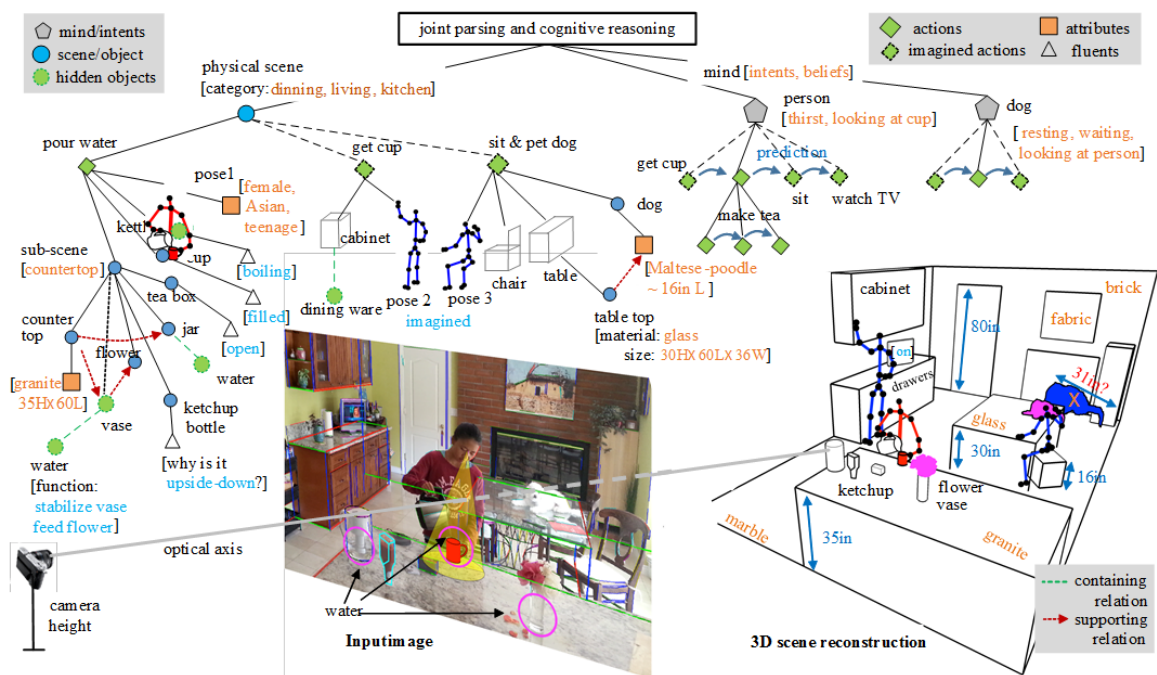 joint parsing and cognitive reasoning
mind/intents
scene/object
hidden objects
actions
attributes
imagined actions
fluents
physical scene
[category: dinning, living, kitchen]
mind [intents, beliefs]
person
[thirst, looking at cup]
dog
[resting, waiting,
looking at person]
pour water
get cup
sit & pet dog
get cup
prediction
sit
watch TV
make tea
pose1
[female,
Asian,
teenage]
kettl
cup
cabinet
dining ware
pose 2
pose 3
imagined
chair
table
dog
[Maltese-poodle
~ 16in L ]
table top
[material: glass
size: 30HX60LX36W]
sub-scene
[countertop]
[boiling]
tea box
[filled]
counter
top
jar
[open]
flower
water
[granite
35HX60L]
vase
ketchup
bottle
water
[function:
stabilize vase
feed flower]
[why is it
upside-down?]
optical axis
camera
height
water
Inputimage
cabinet
[on]
drawers
80in
brick
fabric
31in?
X
glass
30in
16in
ketchup
flower
vase
marble
35in
granite
3D scene reconstruction
containing
relation
supporting
relation